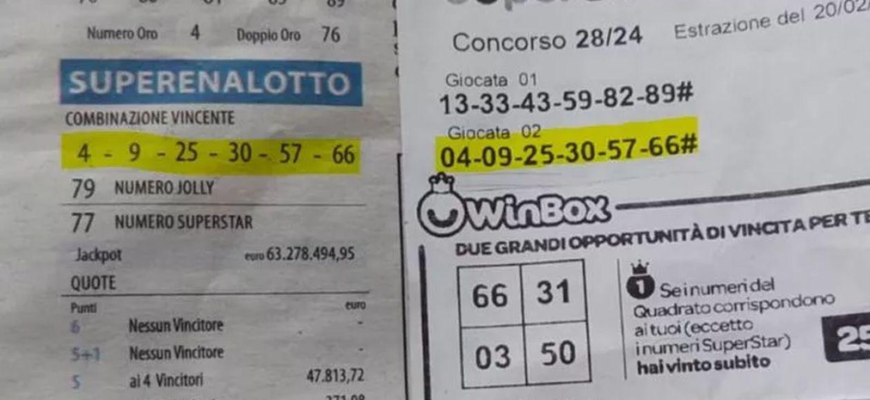 Numero Oro 4 Doppio Oro 76
SUPERENALOTTO
COMBINAZIONE VINCENTE
4 - 9 - 25 - 30 - 57 - 66
79 NUMERO JOLLY
77 NUMERO SUPERSTAR
Jackpot euro 63.278.494,95
QUOTE
Punti euro
6 Nessun Vincitore -
5+1 Nessun Vincitore -
5 ai 4 Vincitori 47.813,72
Concorso 28/24 Estrazione del 20/02/
Giocata 01
13-33-43-59-82-89#
Giocata 02
04-09-25-30-57-66#
WinBox
DUE GRANDI OPPORTUNITÀ DI VINCITA PER TE
66 31
03 50
1 Se i numeri del
Quadrato corrispondono
ai tuoi (eccetto
i numeri SuperStar)
hai vinto subito
25